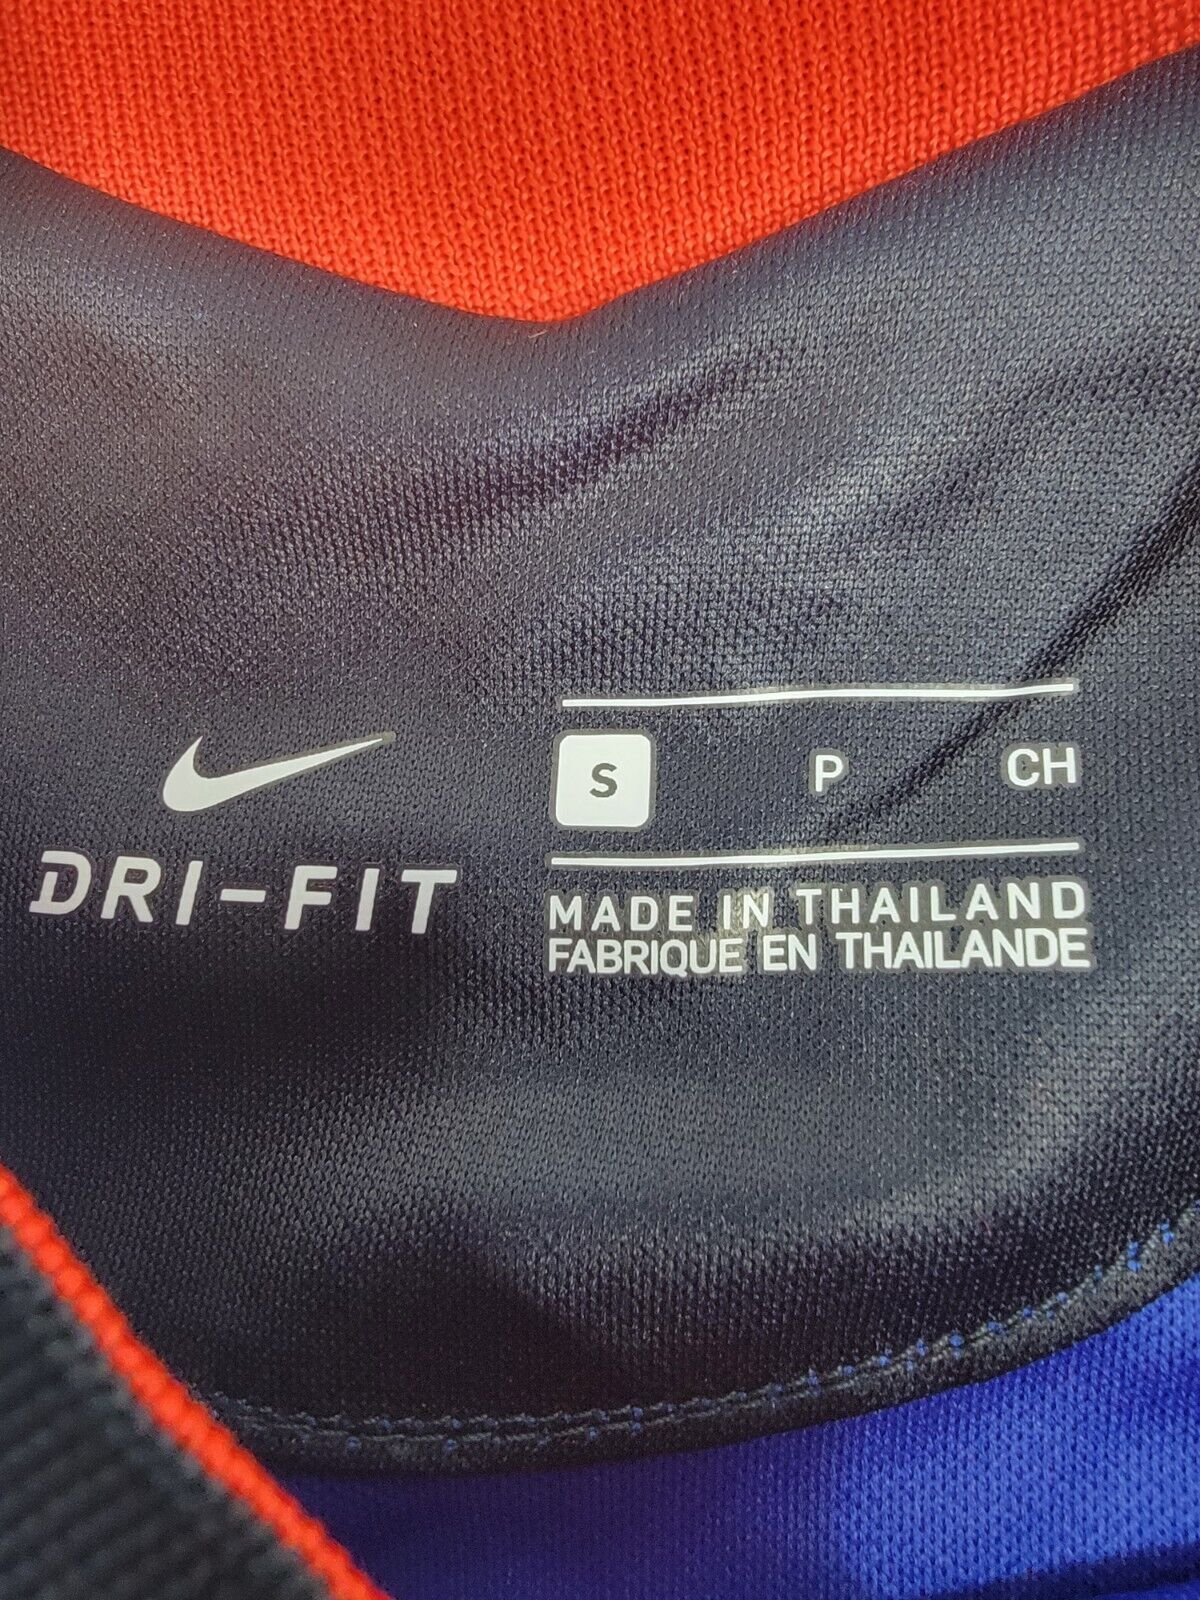 DRI-FIT
S P CH
MADE IN THAILAND
FABRIQUE EN THAILANDE